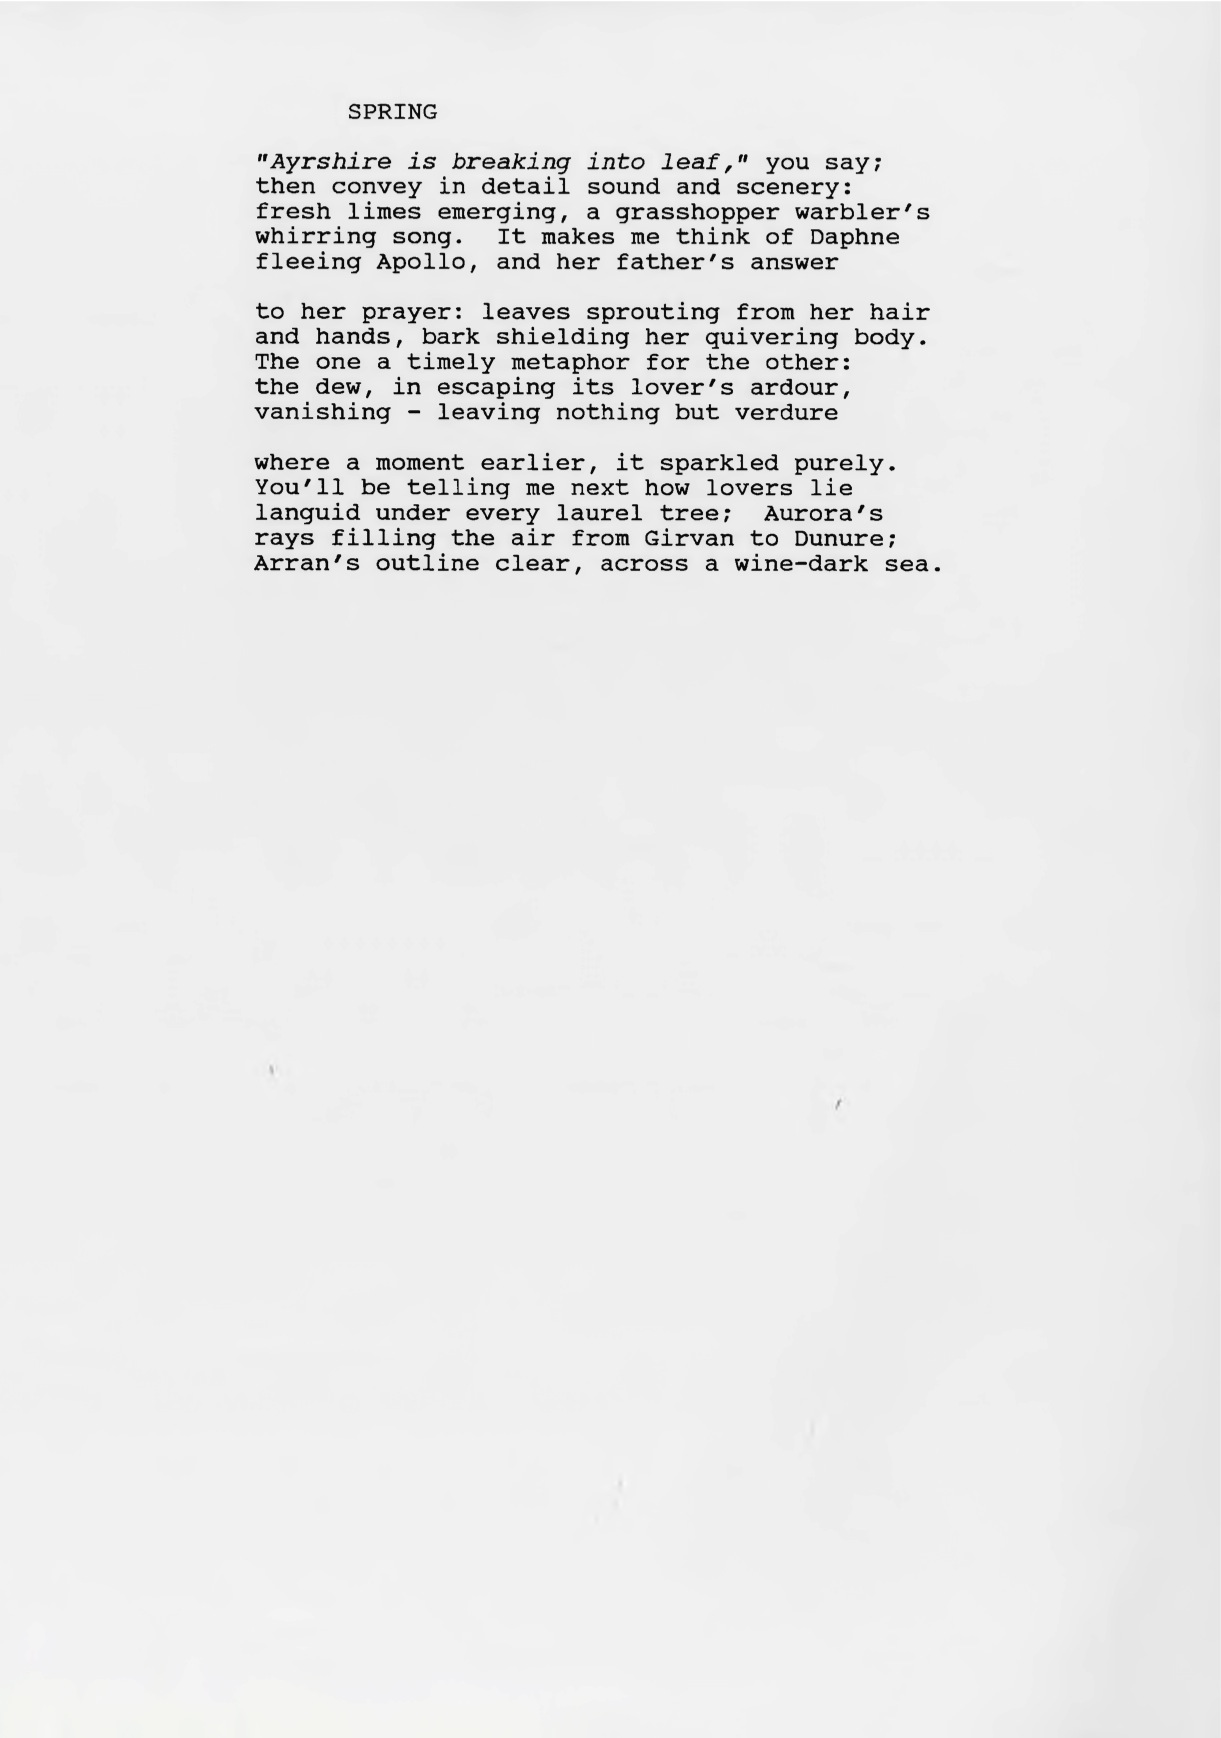 SPRING
"Ayrshire is breaking into leaf," you say;
then convey in detail sound and scenery:
fresh limes emerging, a grasshopper warbler's
whirring song.  It makes me think of Daphne
fleeing Apollo, and her father's answer
to her prayer: leaves sprouting from her hair
and hands, bark shielding her quivering body.
The one a timely metaphor for the other:
the dew, in escaping its lover's ardour,
vanishing - leaving nothing but verdure
where a moment earlier, it sparkled purely.
You'll be telling me next how lovers lie
languid under every laurel tree;  Aurora's
rays filling the air from Girvan to Dunure;
Arran's outline clear, across a wine-dark sea.